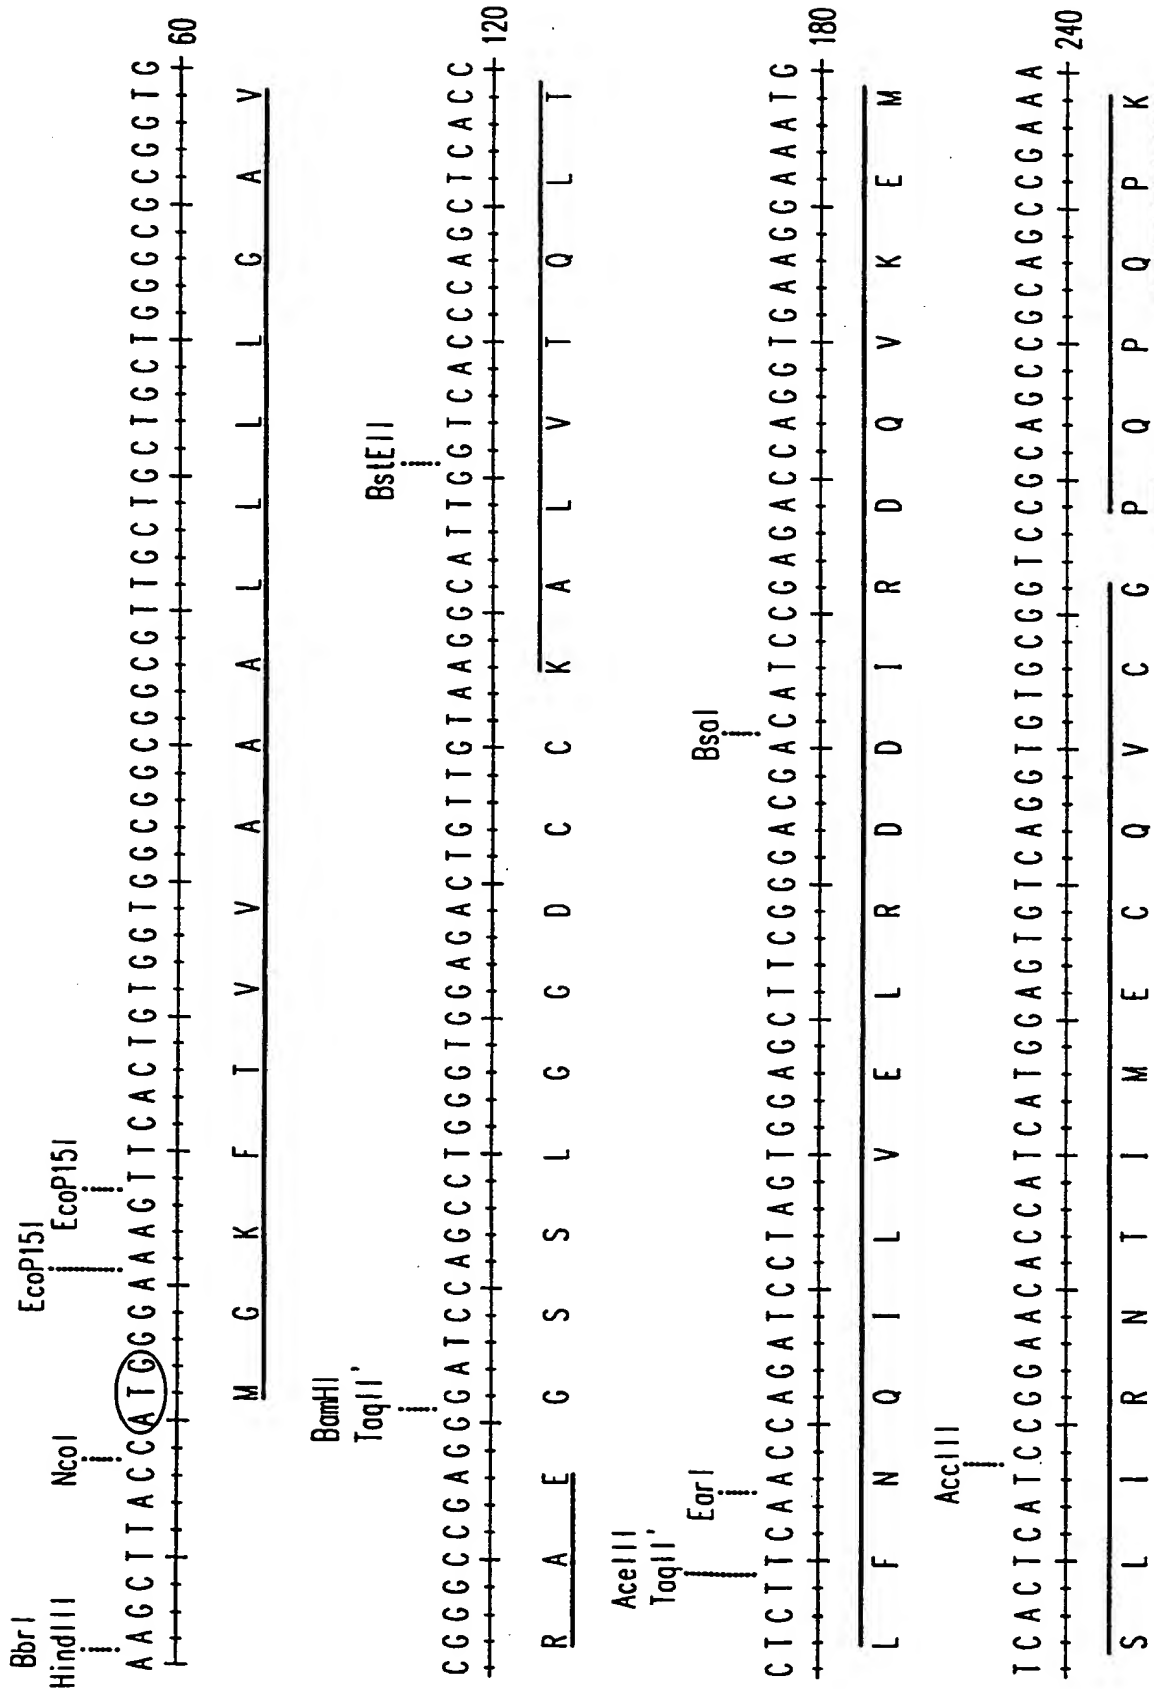 BbrI
HindIII NcoI EcoP15I EcoP15I
AAGCTTACCATGGGAAAGTTCACTGTGGTGGCGGCGGCGTTGCTGCTGCTGGGCGCGGTG
60
M G K F T V V A A A L L L L G A V
BamHI
TaqII' BstEII
CGGGCCGAGGGATCCAGCCTGGGTGGAGACTGTTGTAAGGCATTGGTCACCCAGCTCACC
120
R A E G S S L G G D C C K A L V T Q L T
AceIII
TaqII' EarI BsaI
CTCTTCAACCAGATCCTAGTGGAGCTTCGGGACGACATCCGAGACCAGGTGAAGGAAATG
180
L F N Q I L V E L R D D I R D Q V K E M
AccIII
TCACTCATCCGGAACACCATCATGGAGTGTCAGGTGTGCGGTCCGCAGCCGCAGCCGAAA
240
S L I R N T I M E C Q V C G P Q P Q P K